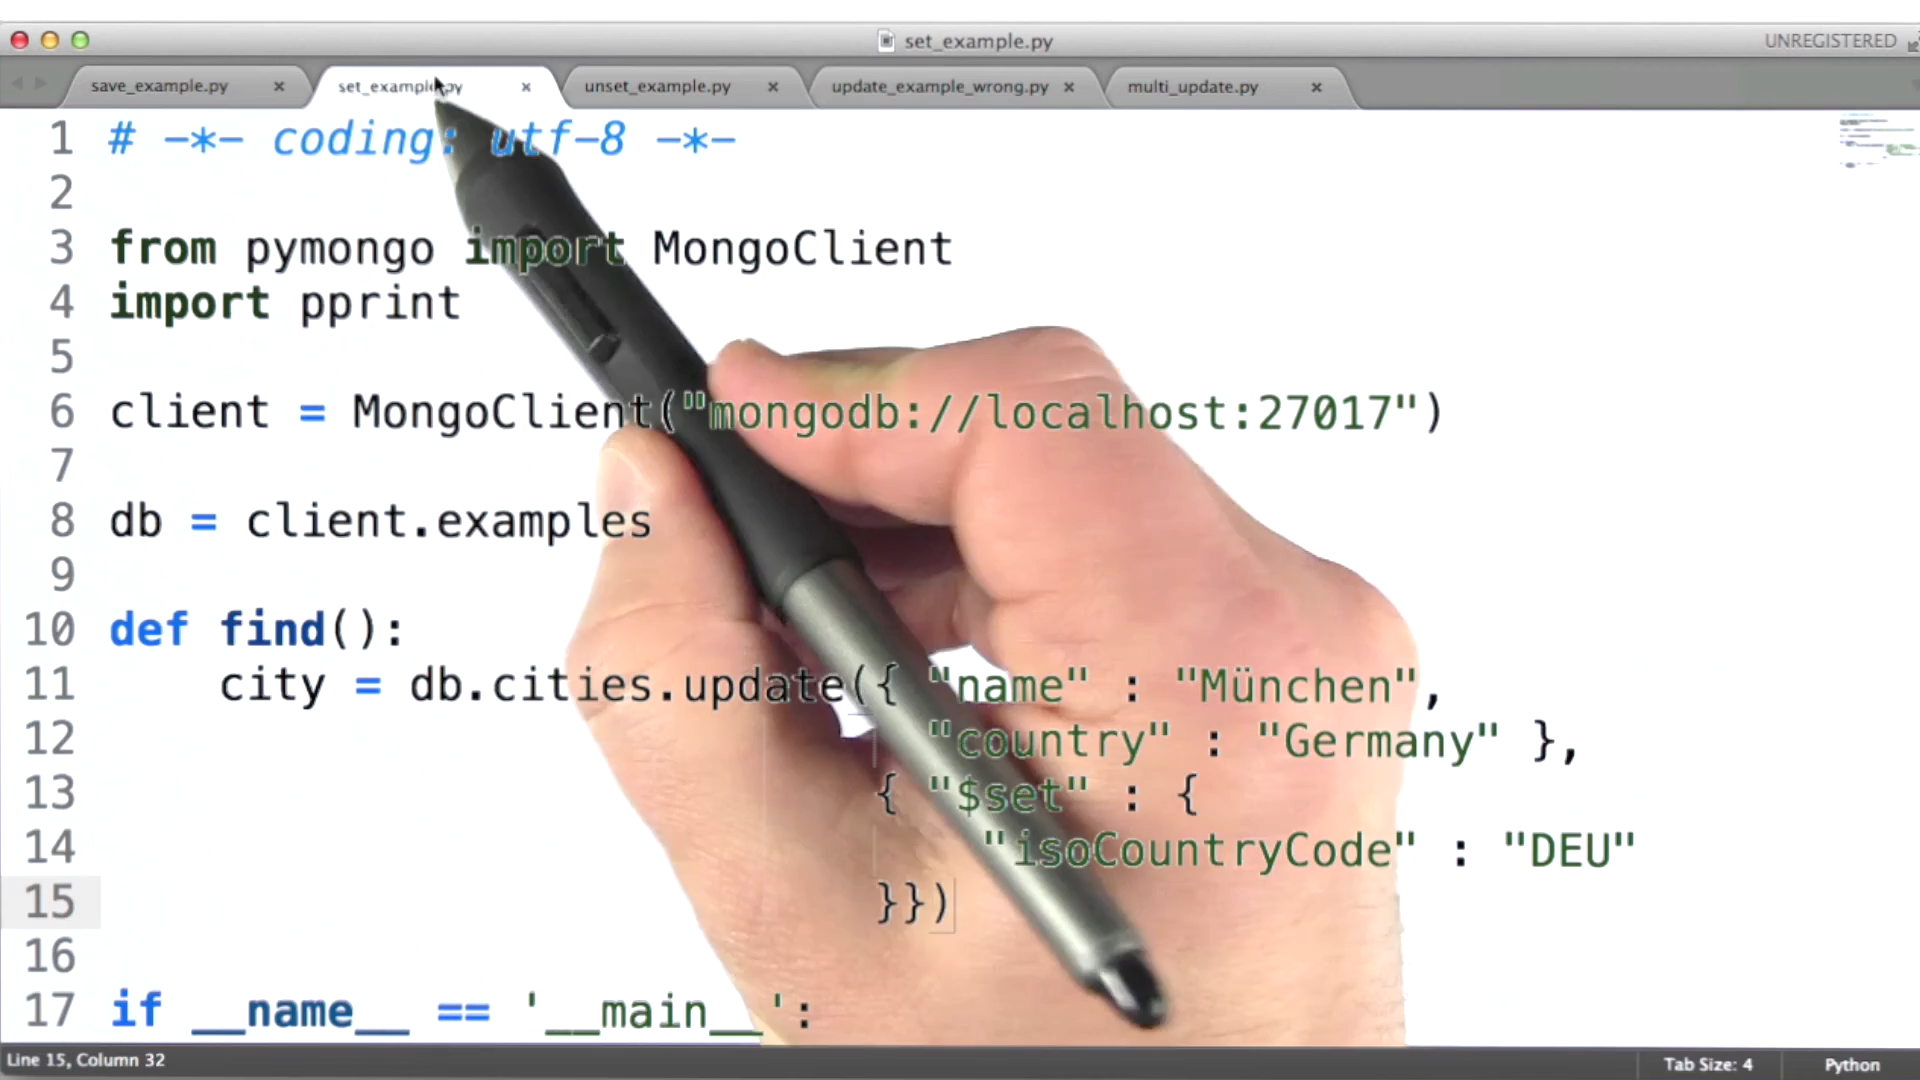 set_example.py
UNREGISTERED
save_example.py
set_example.py
unset_example.py
update_example_wrong.py
multi_update.py
1 # -*- coding: utf-8 -*-
2
3 from pymongo import MongoClient
4 import pprint
5
6 client = MongoClient("mongodb://localhost:27017")
7
8 db = client.examples
9
10 def find():
11 city = db.cities.update({ "name" : "München",
12 "country" : "Germany" },
13 { "$set" : {
14 "isoCountryCode" : "DEU"
15 }})
16
17 if __name__ == '__main__':
Line 15, Column 32
Tab Size: 4
Python